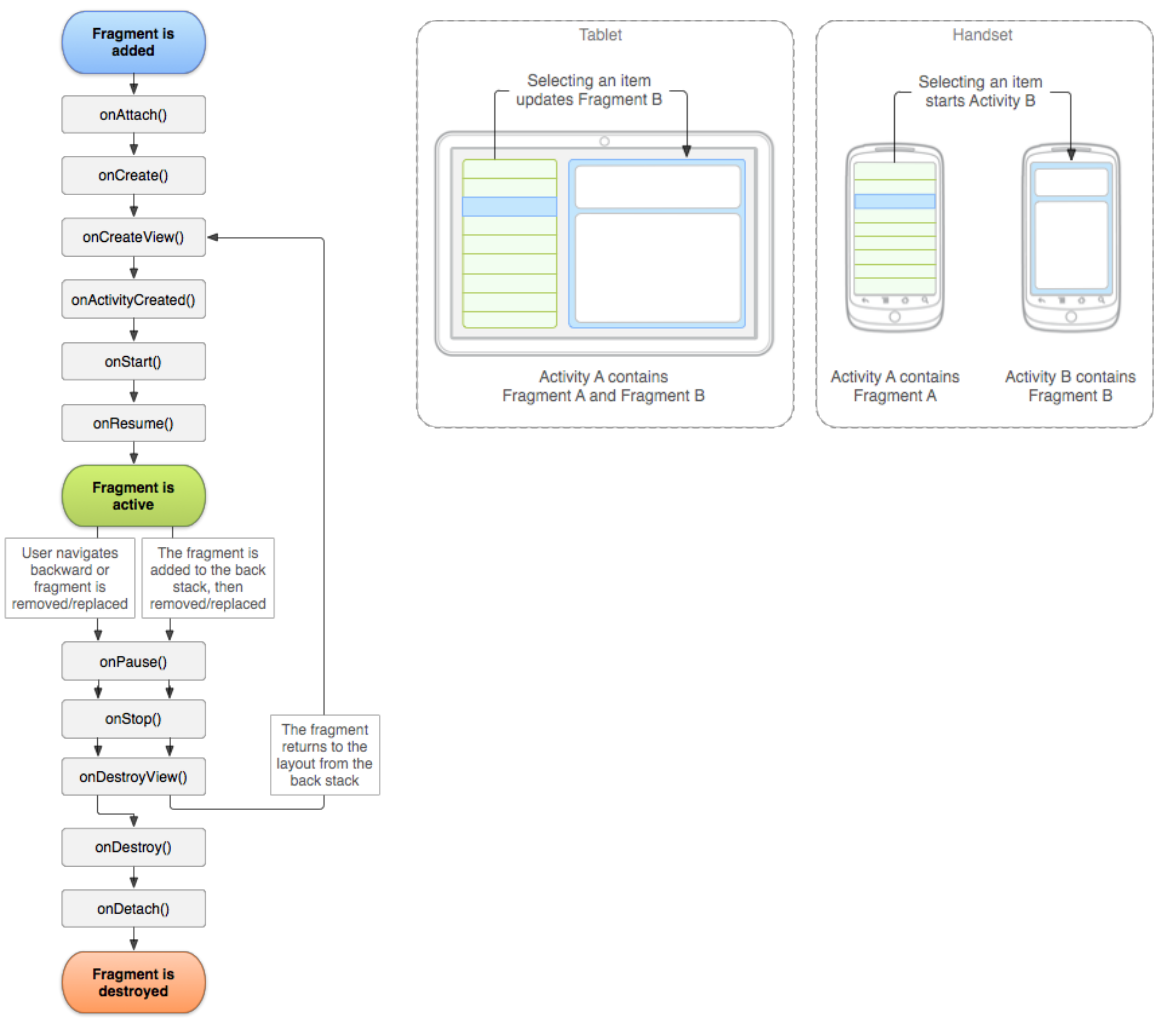 Fragment is
added
onAttach()
onCreate()
onCreateView()
onActivityCreated()
onStart()
onResume()
Fragment is
active
User navigates
backward or
fragment is
removed/replaced
The fragment is
added to the back
stack, then
removed/replaced
onPause()
onStop()
onDestroyView()
The fragment
returns to the
layout from the
back stack
onDestroy()
onDetach()
Fragment is
destroyed
Tablet
Selecting an item
updates Fragment B
Activity A contains
Fragment A and Fragment B
Handset
Selecting an item
starts Activity B
Activity A contains
Fragment A
Activity B contains
Fragment B